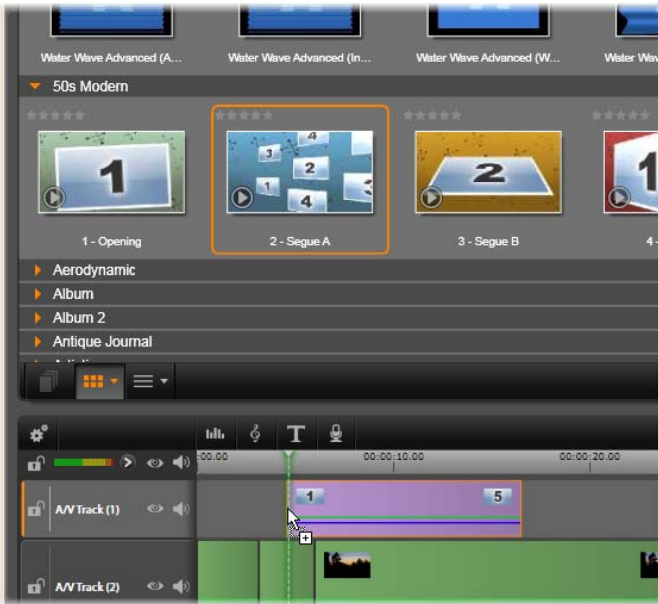 Water Wave Advanced (A... Water Wave Advanced (In... Water Wave Advanced (W... Water Wav
50s Modern
1 3 4 2 1 4 2 1
1 - Opening 2 - Segue A 3 - Segue B 4 -
Aerodynamic
Album
Album 2
Antique Journal
T
:00.00 00:00:10.00 00:00:20.00
A/V Track (1) 1 5
A/V Track (2)